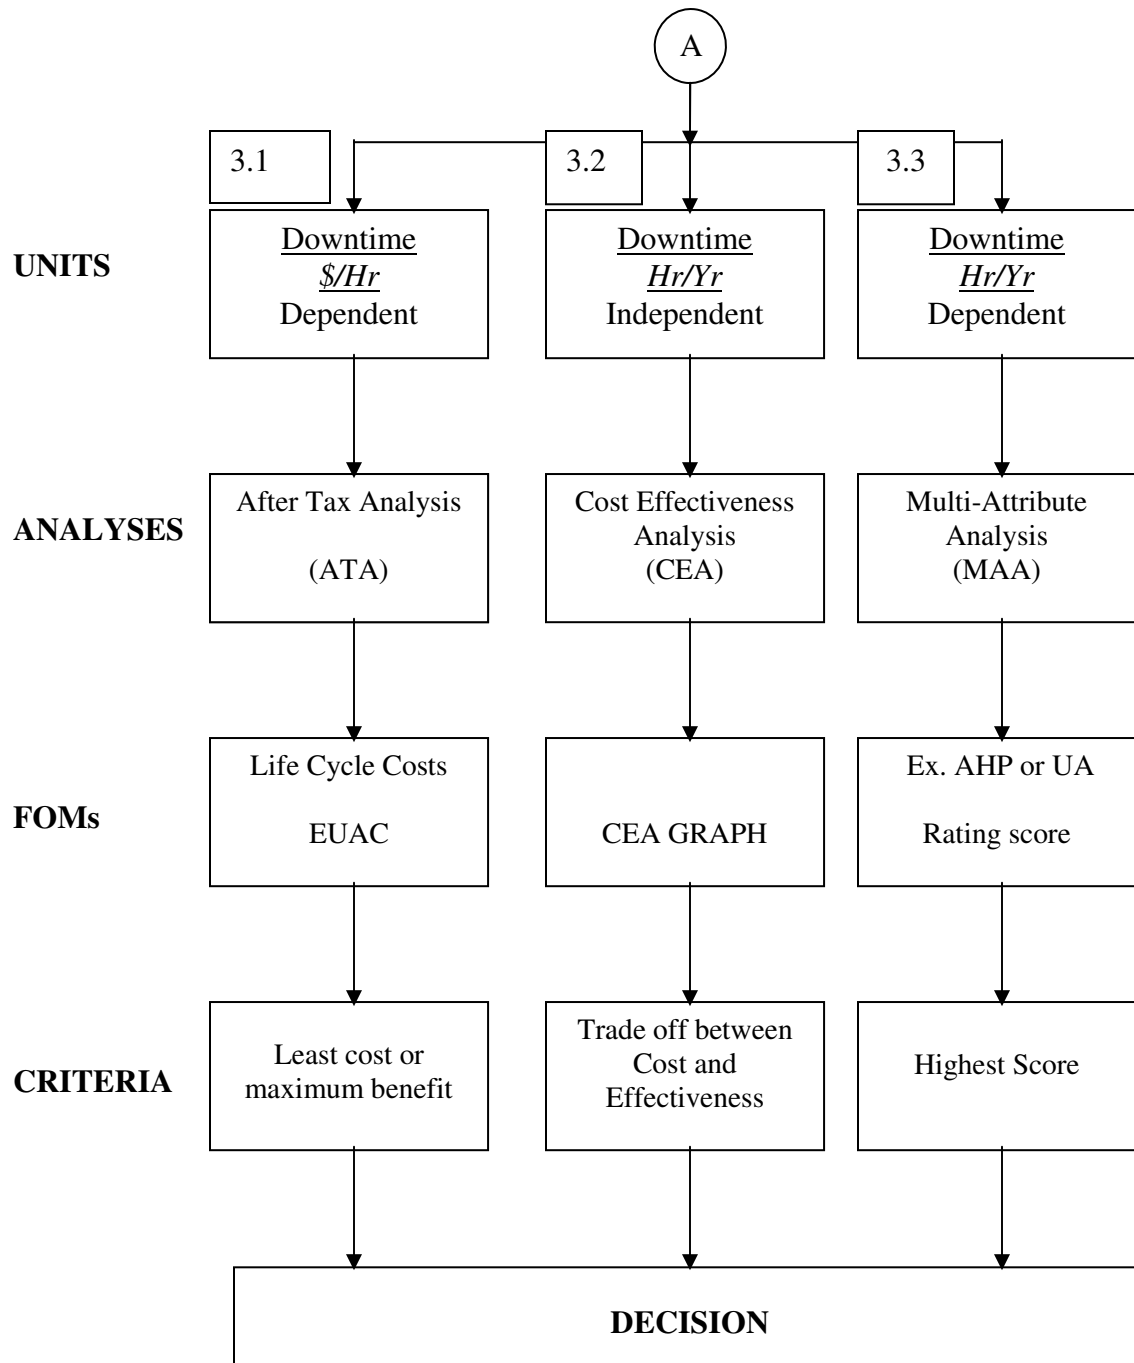 A
3.1
3.2
3.3
UNITS
Downtime
$/Hr
Dependent
Downtime
Hr/Yr
Independent
Downtime
Hr/Yr
Dependent
ANALYSES
After Tax Analysis
(ATA)
Cost Effectiveness
Analysis
(CEA)
Multi-Attribute
Analysis
(MAA)
FOMs
Life Cycle Costs
EUAC
CEA GRAPH
Ex. AHP or UA
Rating score
CRITERIA
Least cost or
maximum benefit
Trade off between
Cost and
Effectiveness
Highest Score
DECISION